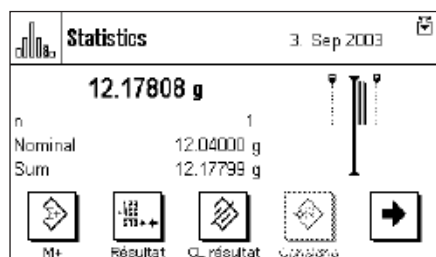 Statistics 3. Sep 2003
12.17808 g
n 1
Nominal 12.04000 g
Sum 12.17799 g
M+ Résultat CL résultat